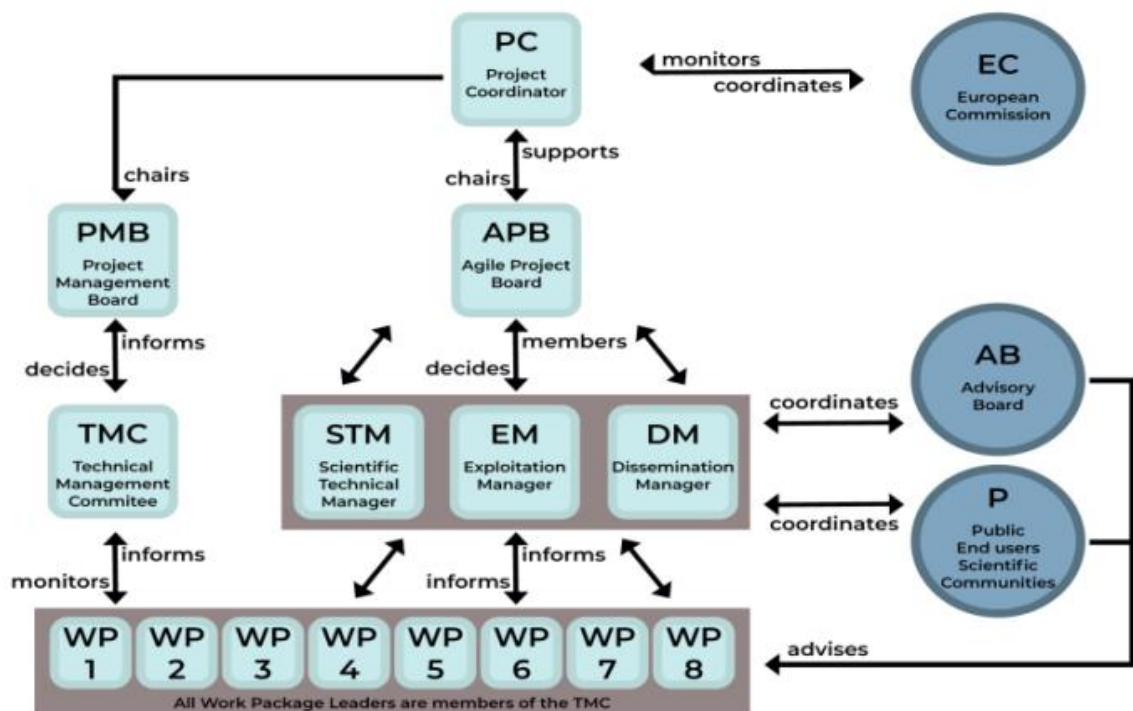 PC
Project
Coordinator
monitors
coordinates
EC
European
Commission
supports
chairs
chairs
PMB
Project
Management
Board
APB
Agile Project
Board
informs
decides
members
decides
AB
Advisory
Board
coordinates
TMC
Technical
Management
Commitee
STM
Scientific
Technical
Manager
EM
Exploitation
Manager
DM
Dissemination
Manager
P
Public
End users
Scientific
Communities
coordinates
informs
monitors
informs
informs
advises
WP
1
WP
2
WP
3
WP
4
WP
5
WP
6
WP
7
WP
8
All Work Package Leaders are members of the TMC